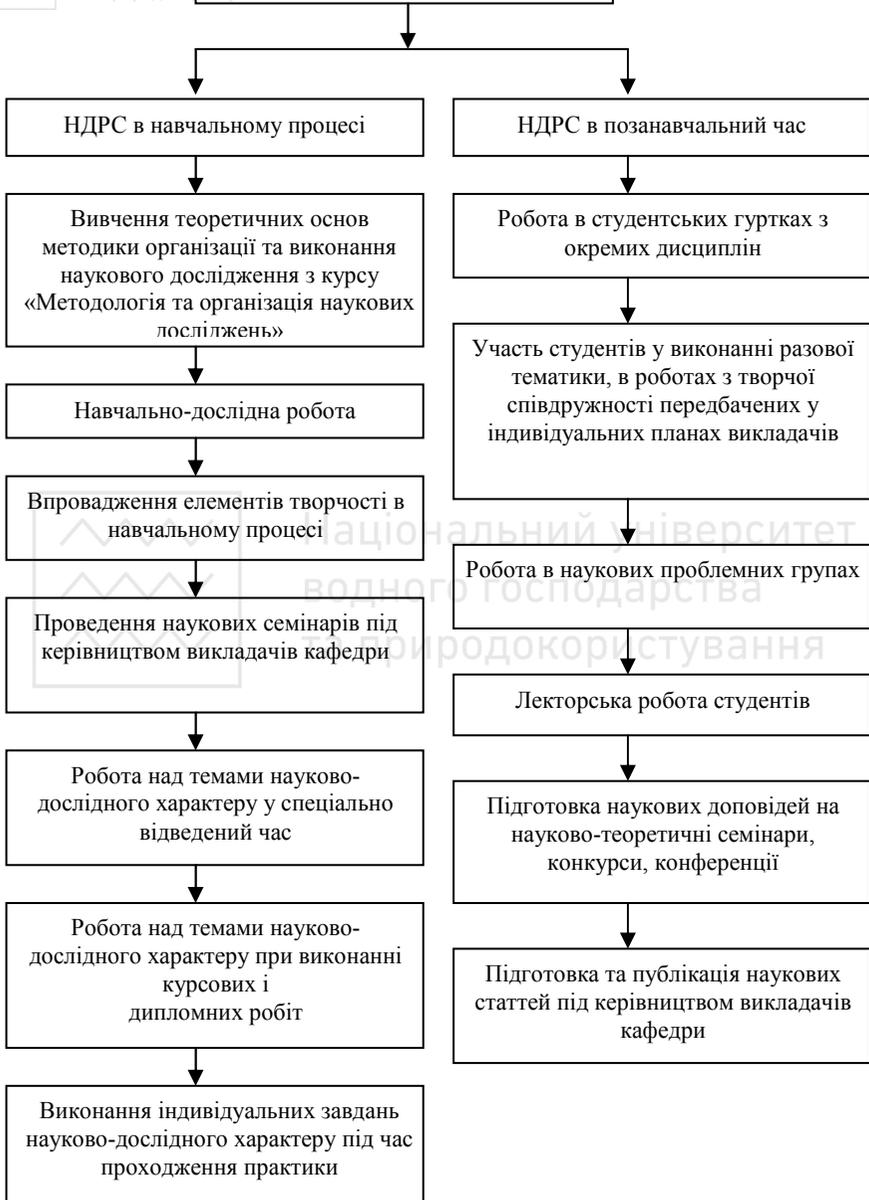 НДРС в навчальному процесі
Вивчення теоретичних основ
методики організації та виконання
наукового дослідження з курсу
«Методологія та організація наукових
досліджень»
Навчально-дослідна робота
Впровадження елементів творчості в
навчальному процесі
Проведення наукових семінарів під
керівництвом викладачів кафедри
Робота над темами науково-
дослідного характеру у спеціально
відведений час
Робота над темами науково-
дослідного характеру при виконанні
курсових і
дипломних робіт
Виконання індивідуальних завдань
науково-дослідного характеру під час
проходження практики
НДРС в позанавчальний час
Робота в студентських гуртках з
окремих дисциплін
Участь студентів у виконанні разової
тематики, в роботах з творчої
співдружності передбачених у
індивідуальних планах викладачів
Робота в наукових проблемних групах
Лекторська робота студентів
Підготовка наукових доповідей на
науково-теоретичні семінари,
конкурси, конференції
Підготовка та публікація наукових
статтей під керівництвом викладачів
кафедри
Національний університет
водного господарства
та природокористування